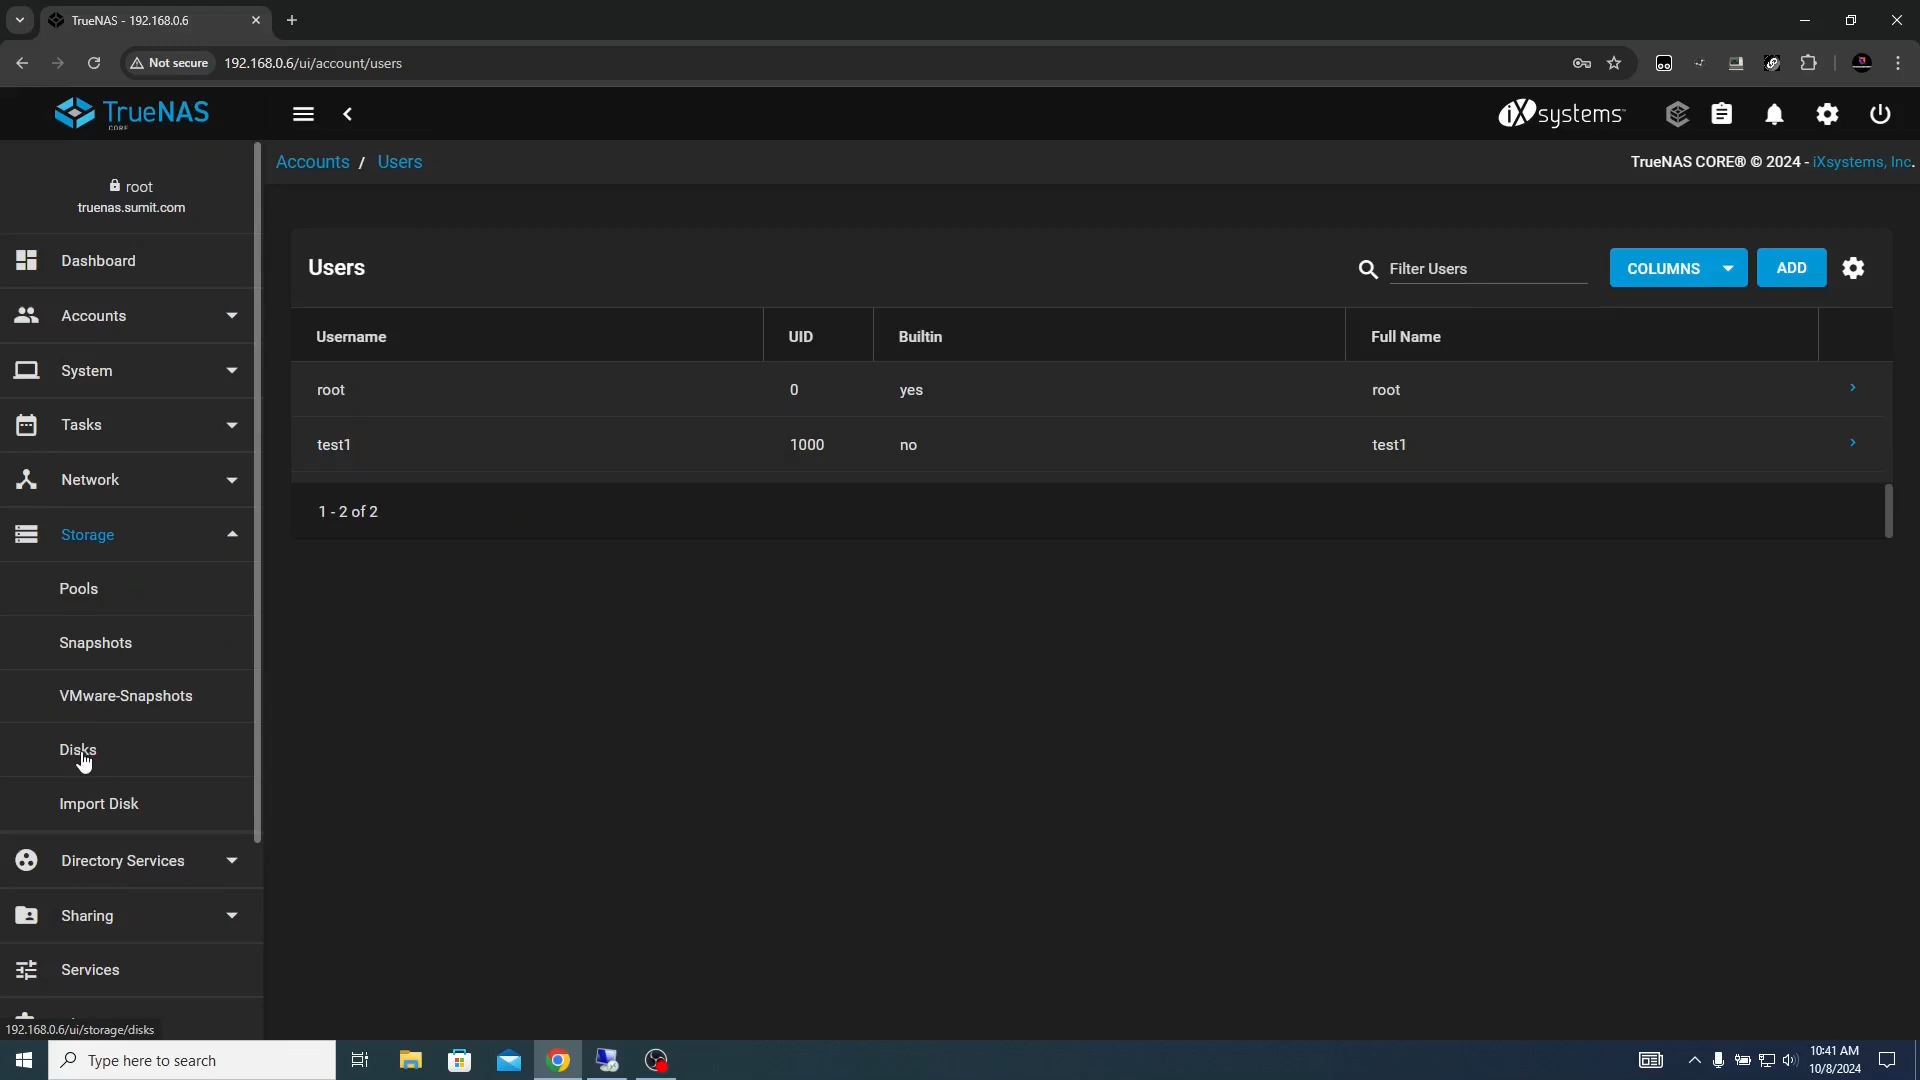 TrueNAS - 192.168.0.6
Not secure
192.168.0.6/ui/account/users
TrueNAS
CORE
iXsystems
root
truenas.sumit.com
Accounts / Users
TrueNAS CORE® © 2024 - iXsystems, Inc.
Dashboard
Accounts
System
Tasks
Network
Storage
Pools
Snapshots
VMware-Snapshots
Disks
Import Disk
Directory Services
Sharing
Services
192.168.0.6/ui/storage/disks
Users
Filter Users
COLUMNS
ADD
Username UID Builtin Full Name
root 0 yes root
test1 1000 no test1
1 - 2 of 2
Type here to search
10:41 AM
10/8/2024